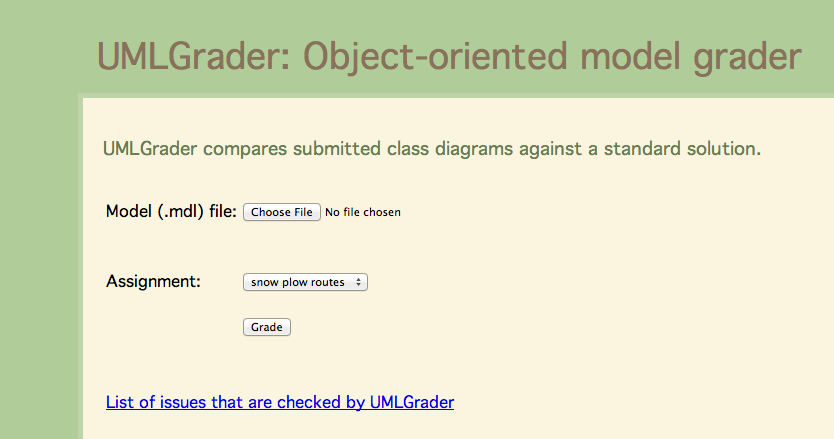 UMLGrader: Object-oriented model grader
UMLGrader compares submitted class diagrams against a standard solution.
Model (.mdl) file: Choose File No file chosen
Assignment: snow plow routes
Grade
List of issues that are checked by UMLGrader